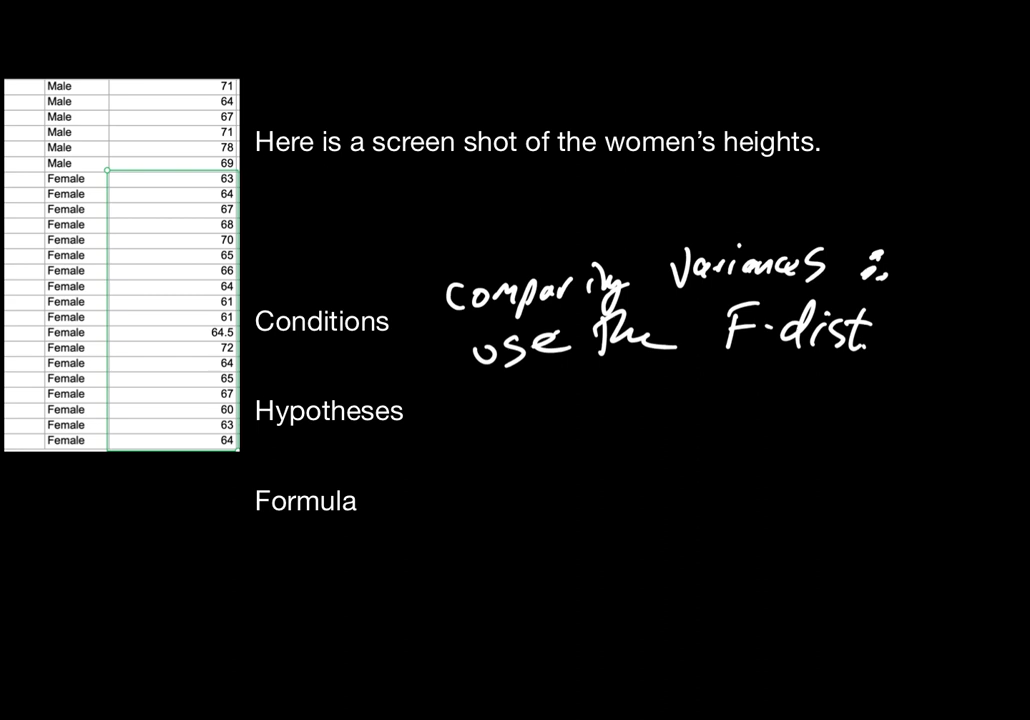 Male 71
Male 64
Male 67
Male 71
Male 78
Male 69
Female 63
Female 64
Female 67
Female 68
Female 70
Female 65
Female 66
Female 64
Female 61
Female 61
Female 64.5
Female 72
Female 64
Female 65
Female 67
Female 60
Female 63
Female 64
Here is a screen shot of the women’s heights.
comparing variances ∴
use the F-dist.
Conditions
Hypotheses
Formula